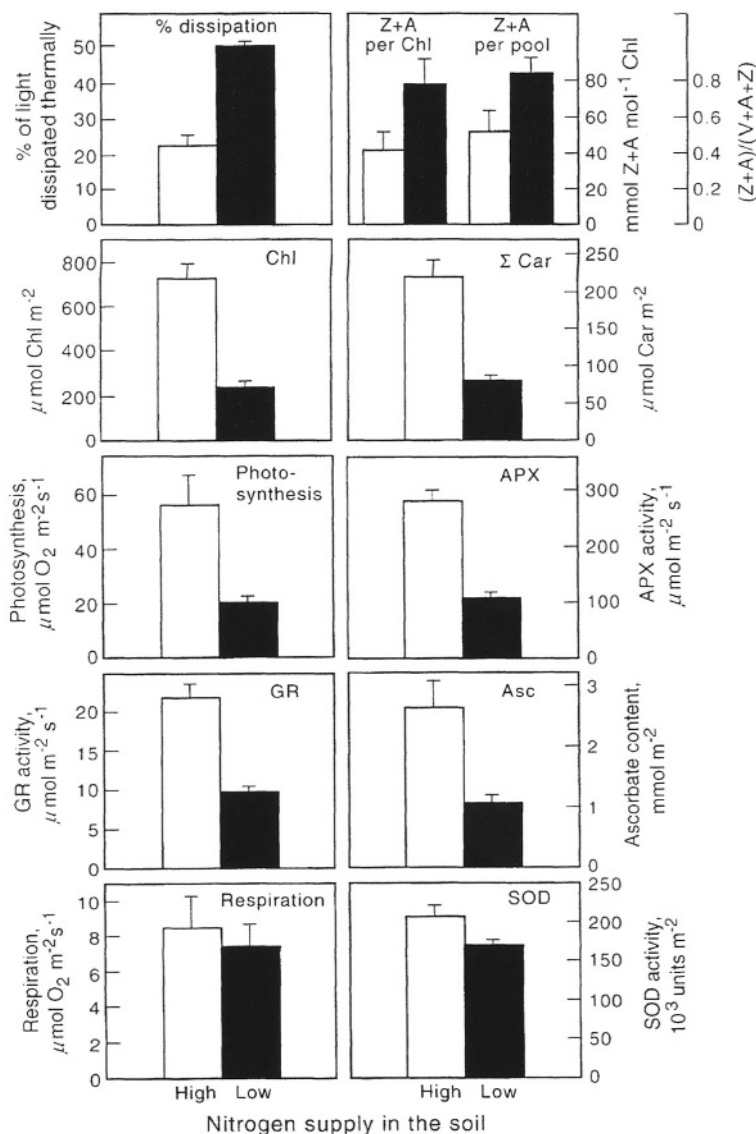 % dissipation
% of light
dissipated thermally
50
40
30
20
10
0
Z+A Z+A
per Chl per pool
80
60
40
20
0
mmol Z+A mol⁻¹ Chl
0.8
0.6
0.4
0.2
0
(Z+A)/(V+A+Z)
Chl
μmol Chl m⁻²
800
600
400
200
0
Σ Car
250
200
150
100
50
0
μmol Car m⁻²
Photo-
synthesis
Photosynthesis,
μmol O₂ m⁻²s⁻¹
60
40
20
0
APX
300
200
100
0
APX activity,
μmol m⁻² s⁻¹
GR
GR activity,
μmol m⁻² s⁻¹
20
15
10
5
0
Asc
3
2
1
0
Ascorbate content,
mmol m⁻²
Respiration
Respiration,
μmol O₂ m⁻²s⁻¹
10
8
6
4
2
0
SOD
250
200
150
100
50
0
SOD activity,
10³ units m⁻²
High Low High Low
Nitrogen supply in the soil